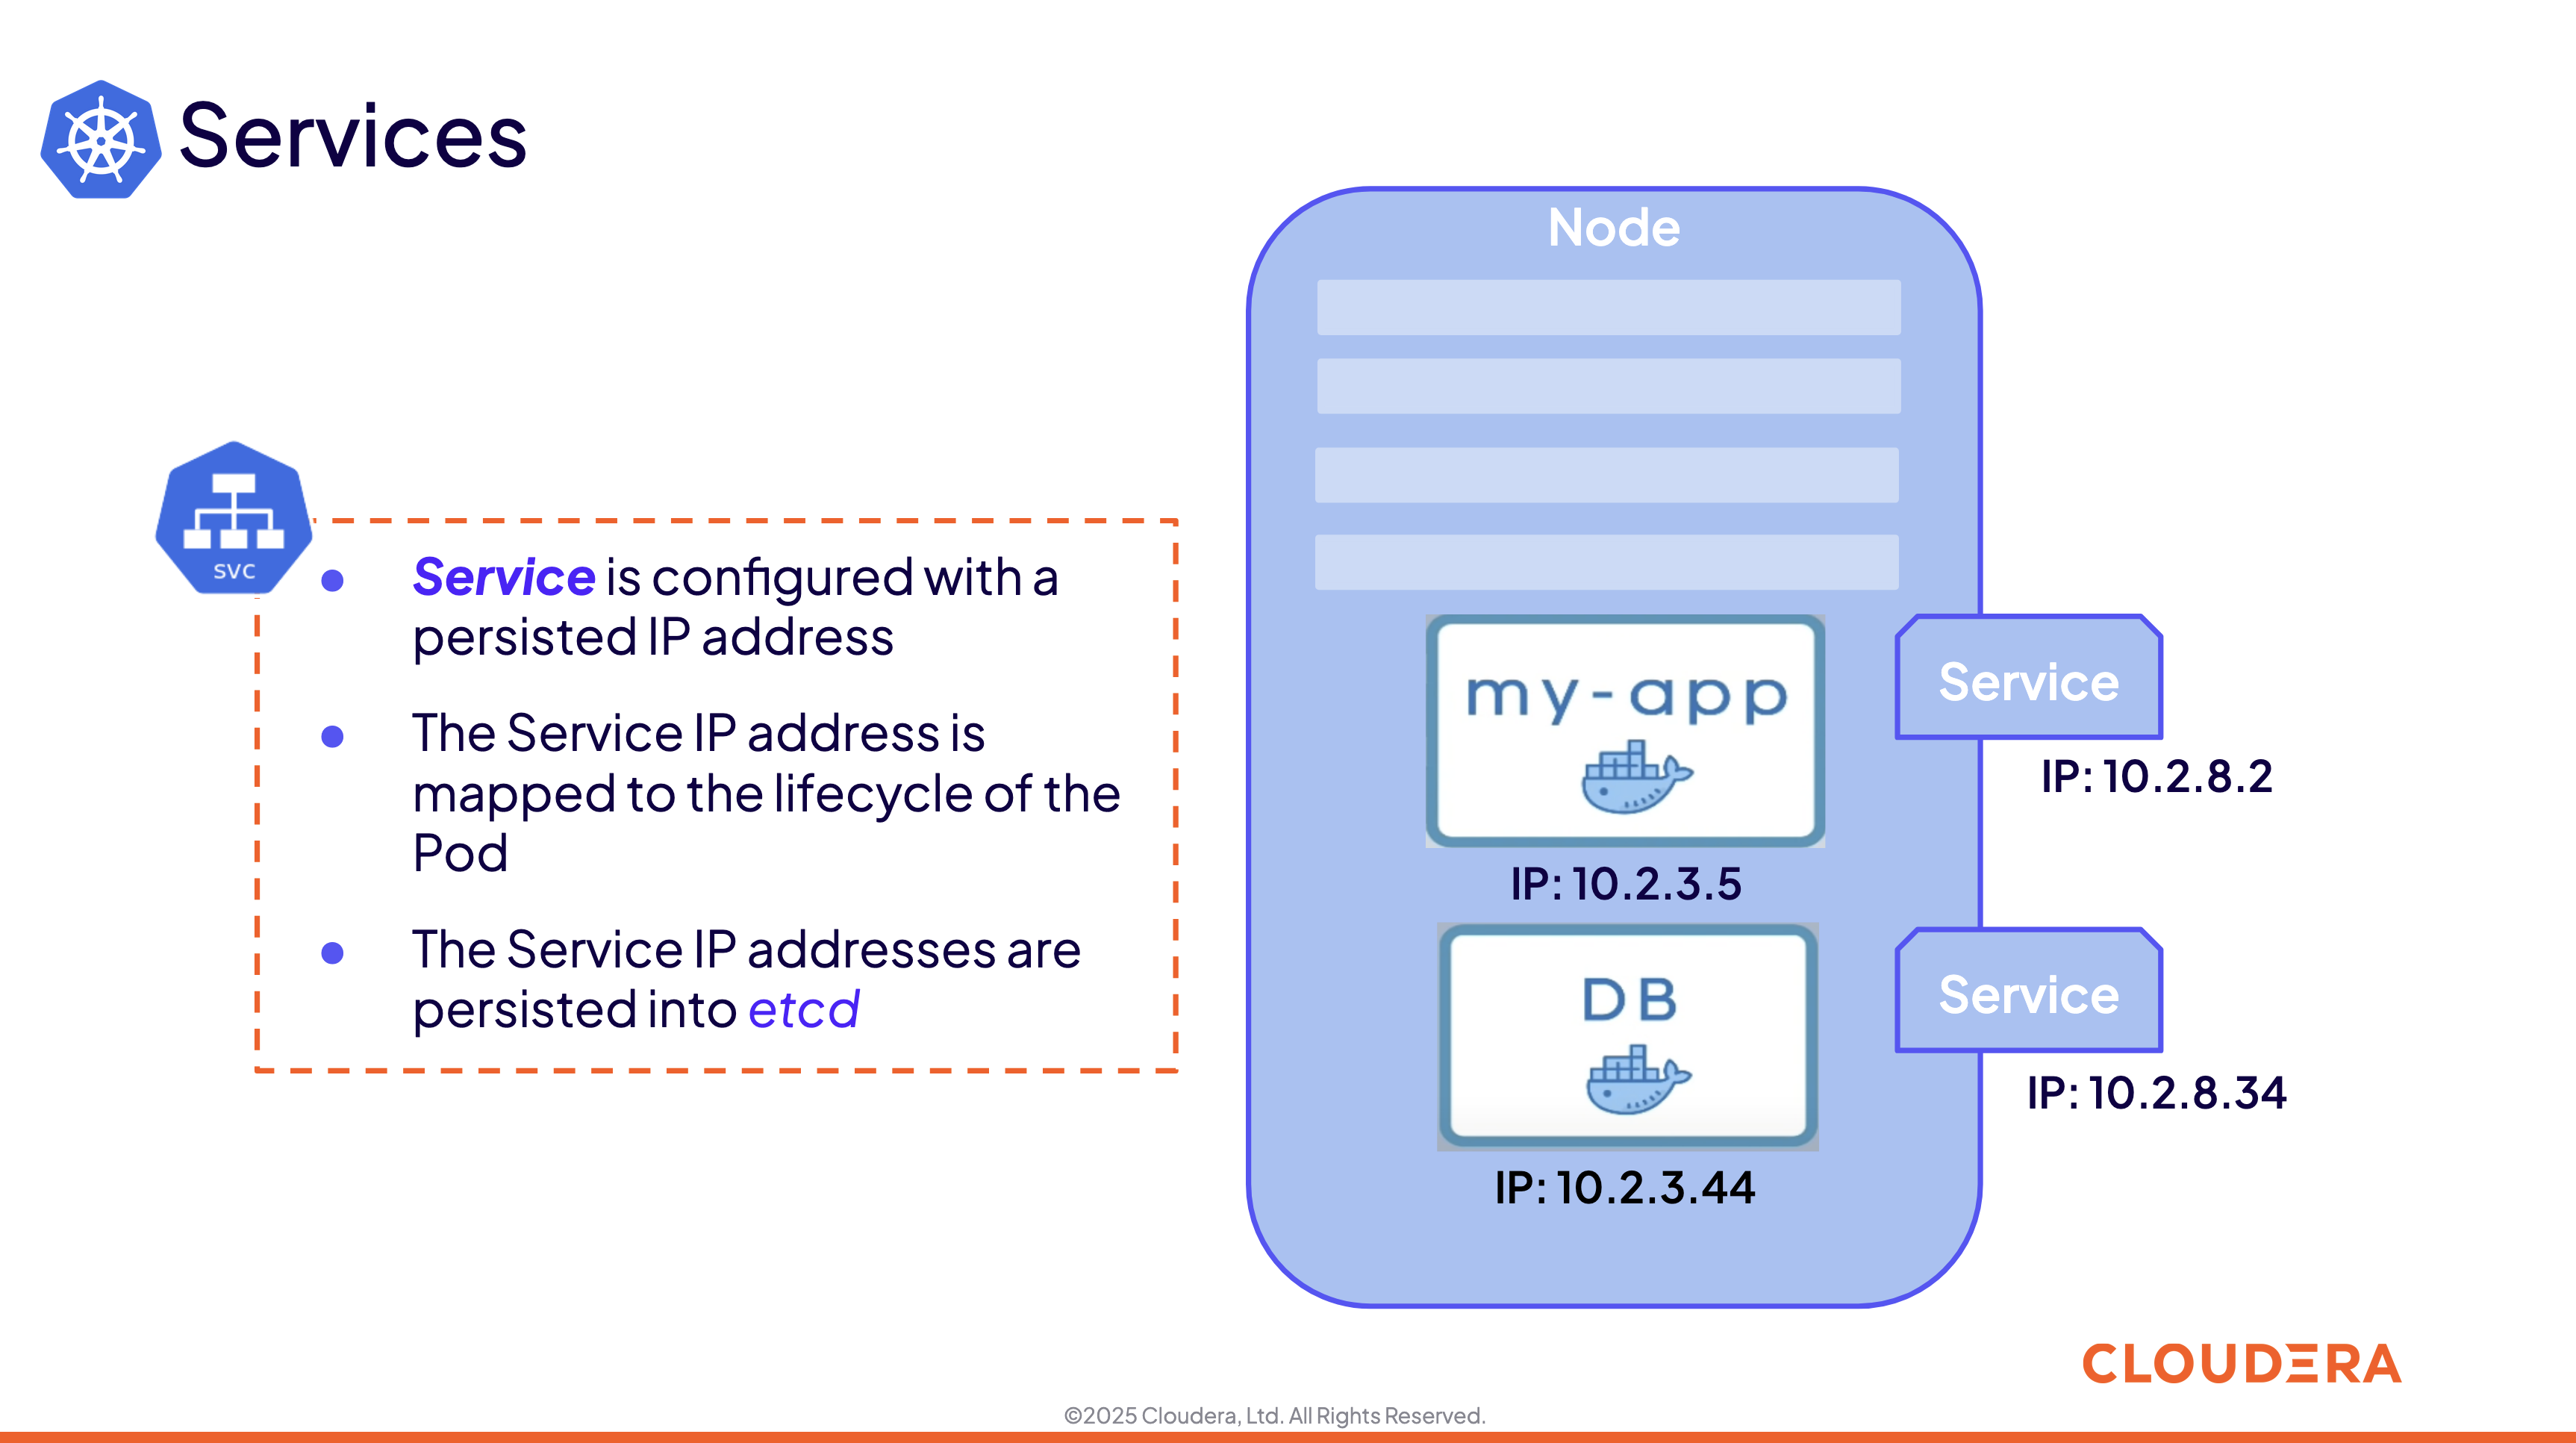 Services
Node
svc
Service is configured with a
persisted IP address
The Service IP address is
mapped to the lifecycle of the
Pod
The Service IP addresses are
persisted into etcd
my-app
IP: 10.2.3.5
DB
IP: 10.2.3.44
Service
IP: 10.2.8.2
Service
IP: 10.2.8.34
CLOUDERA
©2025 Cloudera, Ltd. All Rights Reserved.